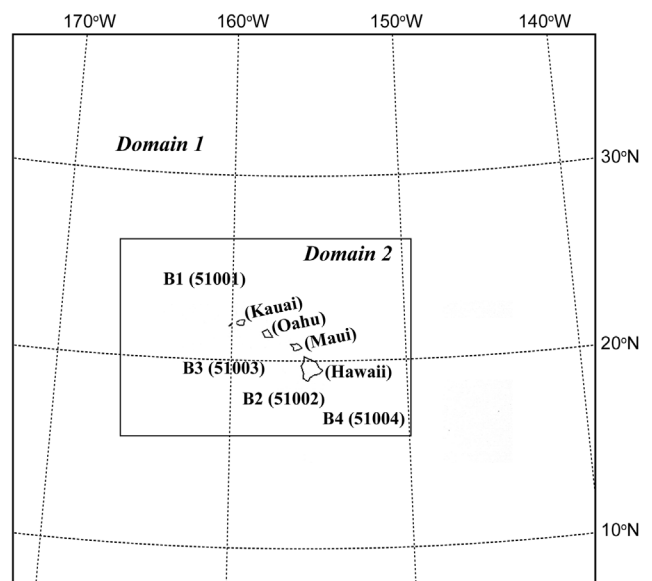 170°W 160°W 150°W 140°W
Domain 1
30°N
Domain 2
B1 (51001)
(Kauai)
(Oahu)
(Maui)
20°N
B3 (51003)
(Hawaii)
B2 (51002)
B4 (51004)
10°N